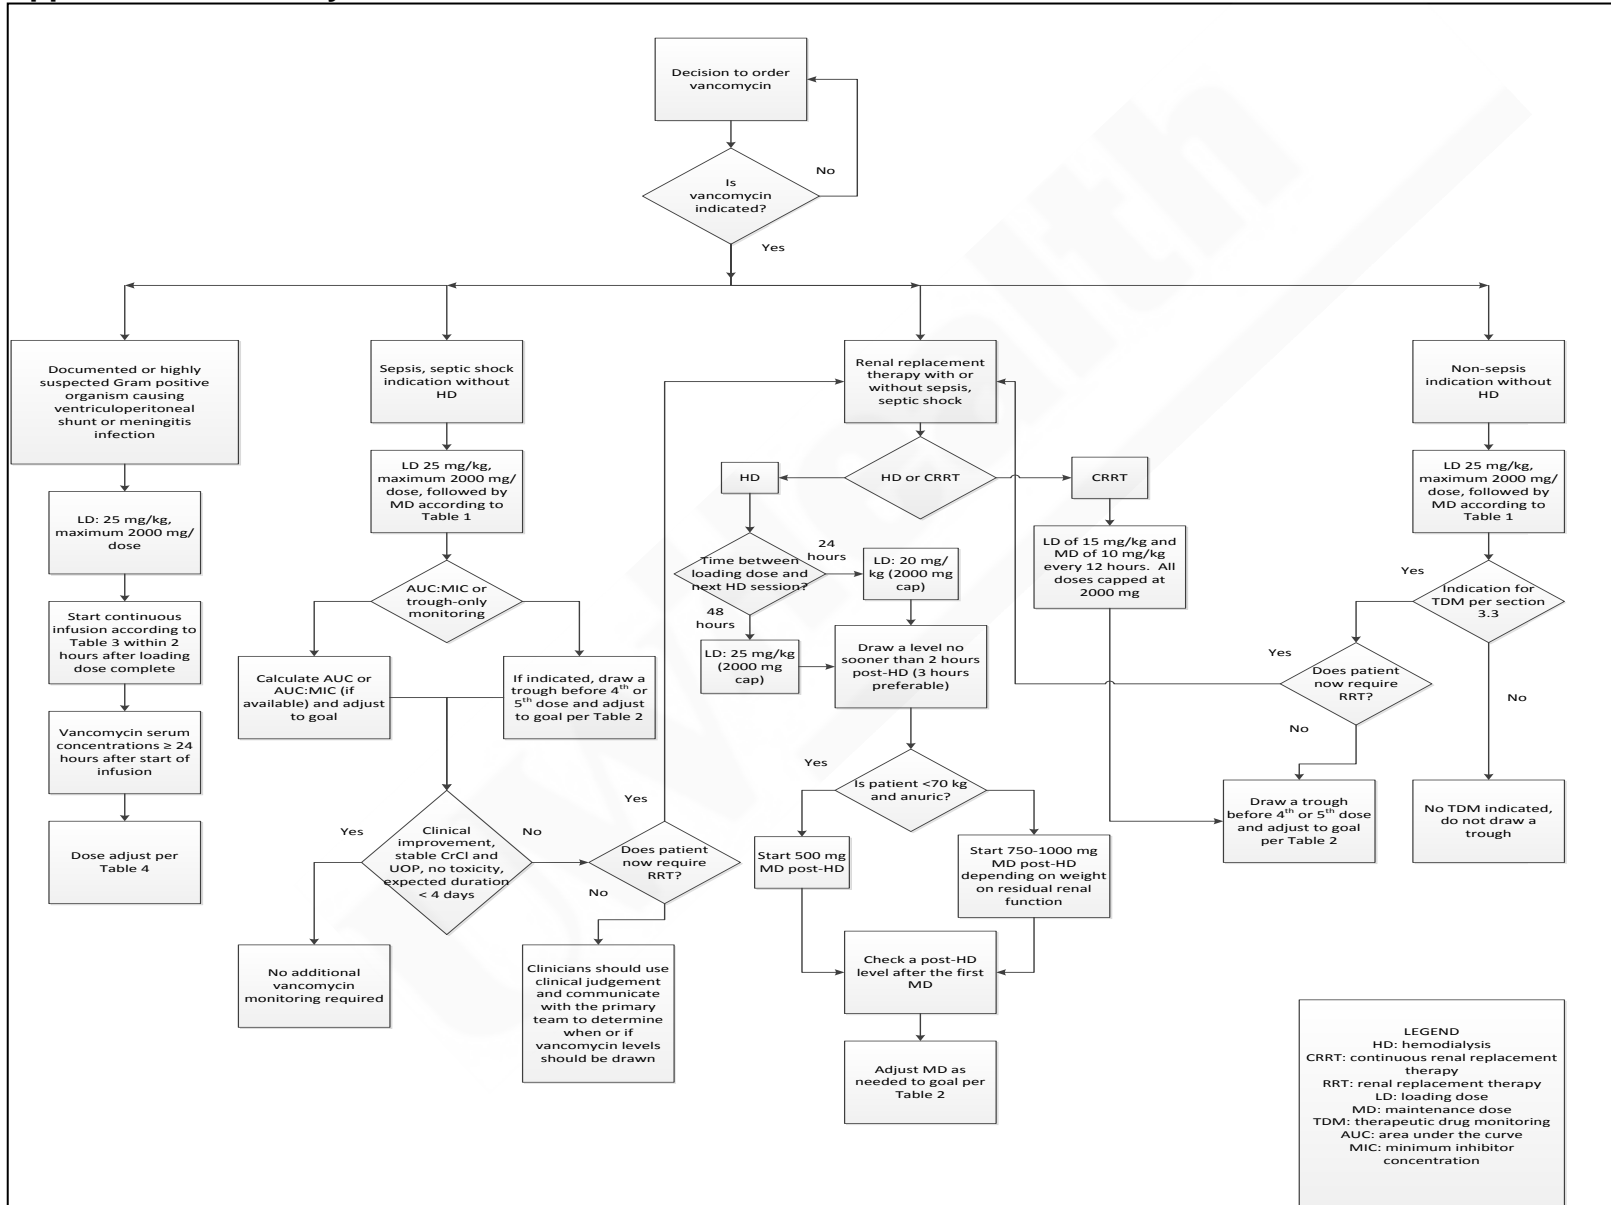 Decision to order
vancomycin
Is
vancomycin
indicated?
No
Yes
Documented or highly
suspected Gram positive
organism causing
ventriculoperitoneal
shunt or meningitis
infection
LD: 25 mg/kg,
maximum 2000 mg/
dose
Start continuous
infusion according to
Table 3 within 2
hours after loading
dose complete
Vancomycin serum
concentrations ≥ 24
hours after start of
infusion
Dose adjust per
Table 4
Sepsis, septic shock
indication without
HD
LD 25 mg/kg,
maximum 2000 mg/
dose, followed by
MD according to
Table 1
AUC:MIC or
trough-only
monitoring
Calculate AUC or
AUC:MIC (if
available) and adjust
to goal
If indicated, draw a
trough before 4th or
5th dose and adjust
to goal per Table 2
Clinical
improvement,
stable CrCl and
UOP, no toxicity,
expected duration
< 4 days
Yes
No
No additional
vancomycin
monitoring required
Does patient
now require
RRT?
Yes
No
Clinicians should use
clinical judgement
and communicate
with the primary
team to determine
when or if
vancomycin levels
should be drawn
Renal replacement
therapy with or
without sepsis,
septic shock
HD or CRRT
HD
CRRT
Time between
loading dose and
next HD session?
24
hours
48
hours
LD: 20 mg/
kg (2000 mg
cap)
LD: 25 mg/kg
(2000 mg
cap)
Draw a level no
sooner than 2 hours
post-HD (3 hours
preferable)
Is patient <70 kg
and anuric?
Yes
Start 500 mg
MD post-HD
Start 750-1000 mg
MD post-HD
depending on weight
on residual renal
function
Check a post-HD
level after the first
MD
Adjust MD as
needed to goal per
Table 2
LD of 15 mg/kg and
MD of 10 mg/kg
every 12 hours.  All
doses capped at
2000 mg
Non-sepsis
indication without
HD
LD 25 mg/kg,
maximum 2000 mg/
dose, followed by
MD according to
Table 1
Indication for
TDM per section
3.3
Yes
No
Does patient
now require
RRT?
Yes
No
Draw a trough
before 4th or 5th dose
and adjust to goal
per Table 2
No TDM indicated,
do not draw a
trough
LEGEND
HD: hemodialysis
CRRT: continuous renal replacement
therapy
RRT: renal replacement therapy
LD: loading dose
MD: maintenance dose
TDM: therapeutic drug monitoring
AUC: area under the curve
MIC: minimum inhibitor
concentration
UWHealth